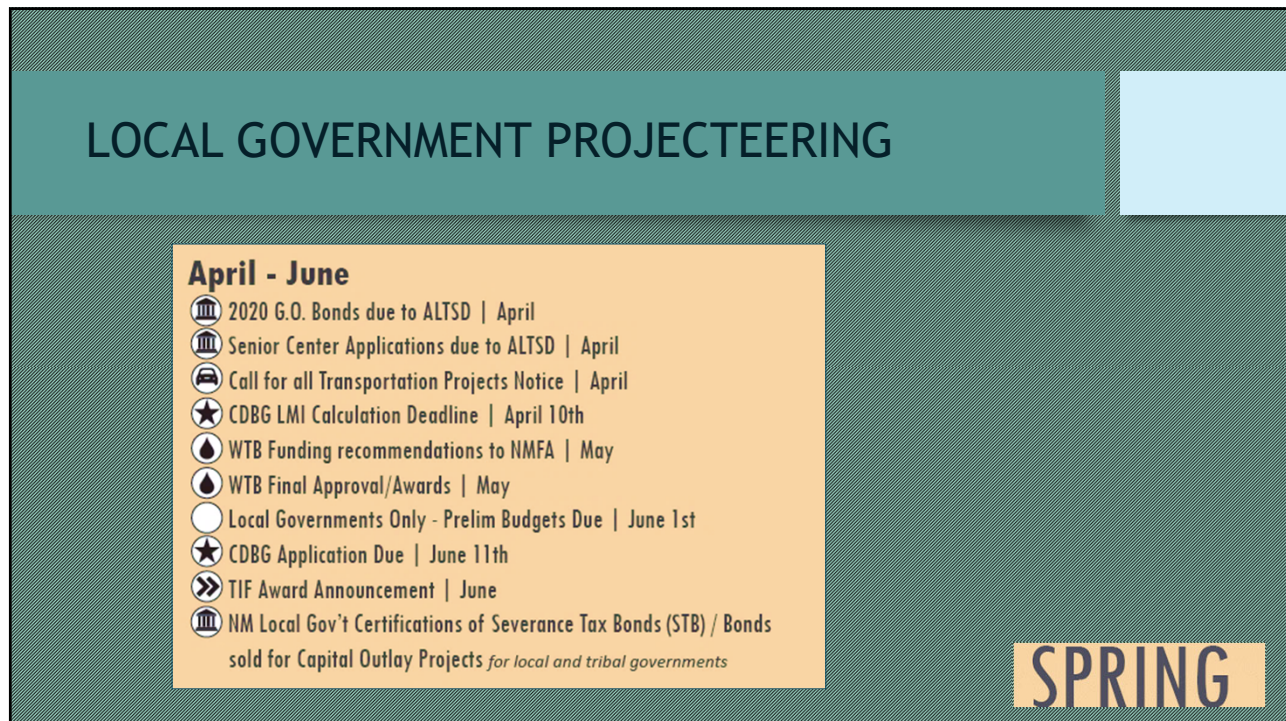 LOCAL GOVERNMENT PROJECTEERING
April - June
2020 G.O. Bonds due to ALTSD | April
Senior Center Applications due to ALTSD | April
Call for all Transportation Projects Notice | April
CDBG LMI Calculation Deadline | April 10th
WTB Funding recommendations to NMFA | May
WTB Final Approval/Awards | May
Local Governments Only - Prelim Budgets Due | June 1st
CDBG Application Due | June 11th
TIF Award Announcement | June
NM Local Gov't Certifications of Severance Tax Bonds (STB) / Bonds
sold for Capital Outlay Projects for local and tribal governments
SPRING